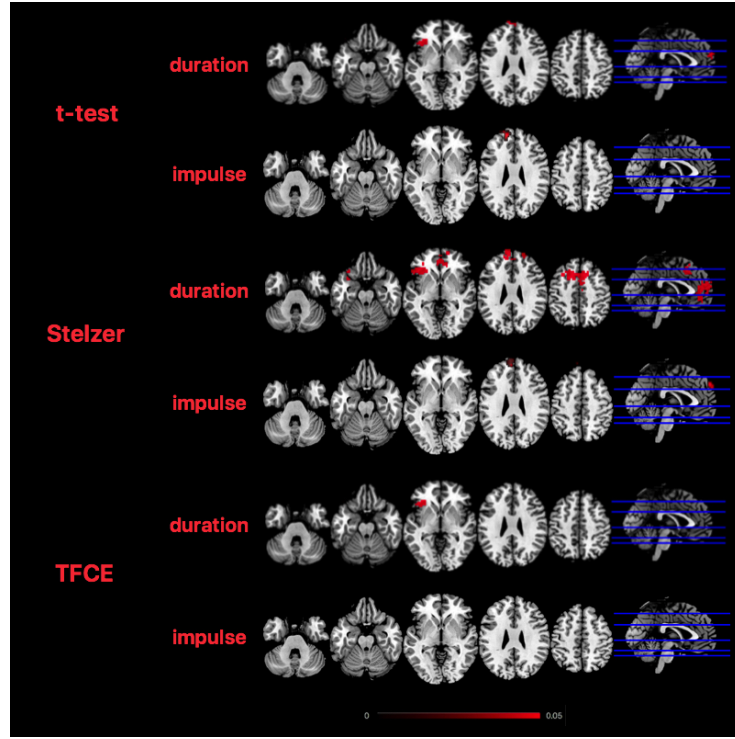 duration
t-test
impulse
duration
Stelzer
impulse
duration
TFCE
impulse
0 0.05